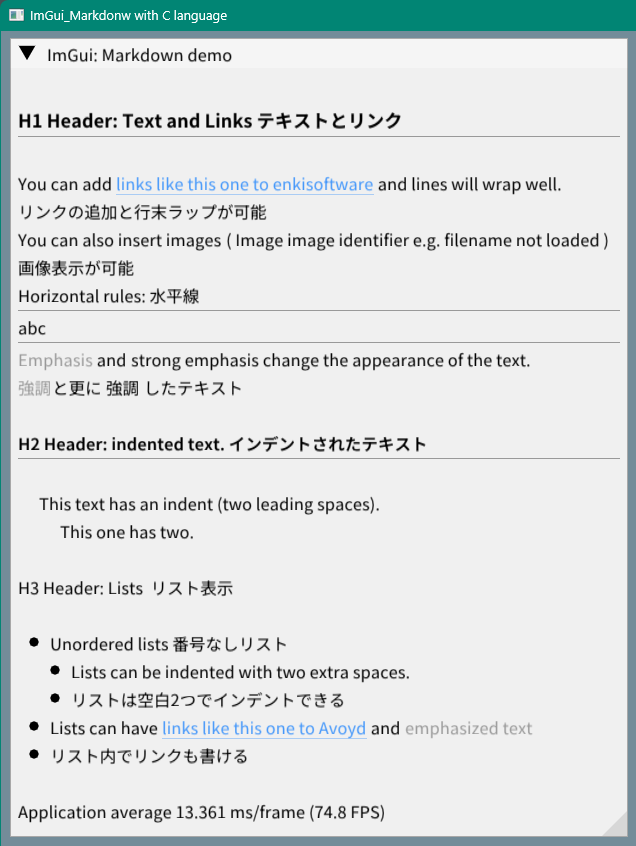 ImGui_Markdonw with C language
ImGui: Markdown demo
H1 Header: Text and Links テキストとリンク
You can add links like this one to enkisoftware and lines will wrap well.
リンクの追加と行末ラップが可能
You can also insert images ( Image image identifier e.g. filename not loaded )
画像表示が可能
Horizontal rules: 水平線
abc
Emphasis and strong emphasis change the appearance of the text.
強調と更に 強調 したテキスト
H2 Header: indented text. インデントされたテキスト
This text has an indent (two leading spaces).
This one has two.
H3 Header: Lists リスト表示
Unordered lists 番号なしリスト
Lists can be indented with two extra spaces.
リストは空白2つでインデントできる
Lists can have links like this one to Avoyd and emphasized text
リスト内でリンクも書ける
Application average 13.361 ms/frame (74.8 FPS)